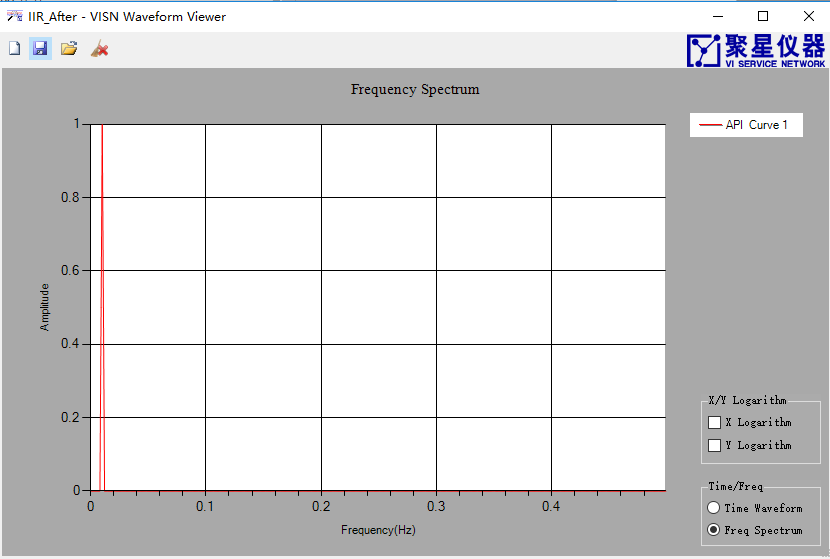 IIR_After - VISN Waveform Viewer
聚星仪器
VI SERVICE NETWORK
Frequency Spectrum
API Curve 1
1
0.8
0.6
0.4
0.2
0
Amplitude
0 0.1 0.2 0.3 0.4
Frequency(Hz)
X/Y Logarithm
X Logarithm
Y Logarithm
Time/Freq
Time Waveform
Freq Spectrum